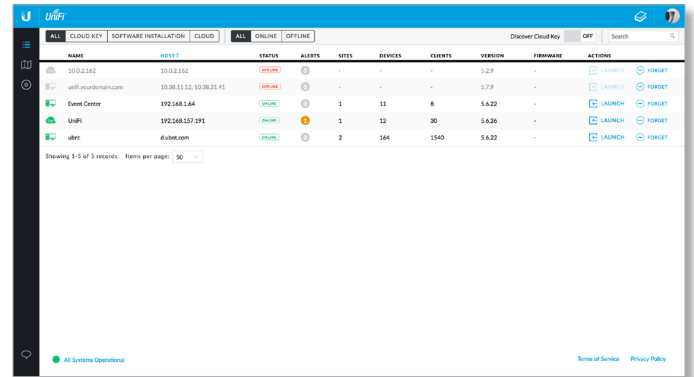 U UniFi
ALL CLOUD KEY SOFTWARE INSTALLATION CLOUD ALL ONLINE OFFLINE Discover Cloud Key OFF Search
NAME HOST↑ STATUS ALERTS SITES DEVICES CLIENTS VERSION FIRMWARE ACTIONS
10.0.2.162 10.0.2.162 OFFLINE 0 - - - 5.2.9 - LAUNCH FORGET
unifi.yourdomain.com 10.38.11.12, 10.38.31.41 OFFLINE 0 - - - 5.7.9 - LAUNCH FORGET
Event Center 192.168.1.64 ONLINE 0 1 11 8 5.6.22 - LAUNCH FORGET
UniFi 192.168.157.191 ONLINE 1 1 12 30 5.6.26 - LAUNCH FORGET
ubnt d.ubnt.com ONLINE 0 2 164 1540 5.6.22 - LAUNCH FORGET
Showing 1-5 of 5 records. Items per page: 50
All Systems Operational Terms of Service Privacy Policy